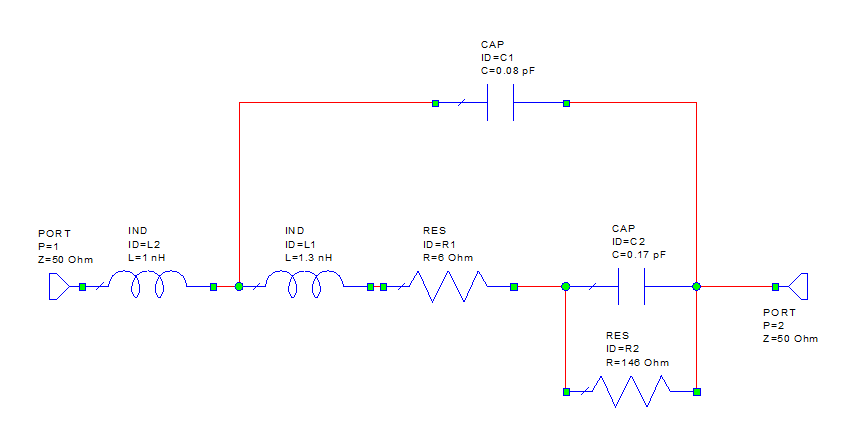 CAP
ID=C1
C=0.08 pF
PORT
P=1
Z=50 Ohm
IND
ID=L2
L=1 nH
IND
ID=L1
L=1.3 nH
RES
ID=R1
R=6 Ohm
CAP
ID=C2
C=0.17 pF
PORT
P=2
Z=50 Ohm
RES
ID=R2
R=146 Ohm